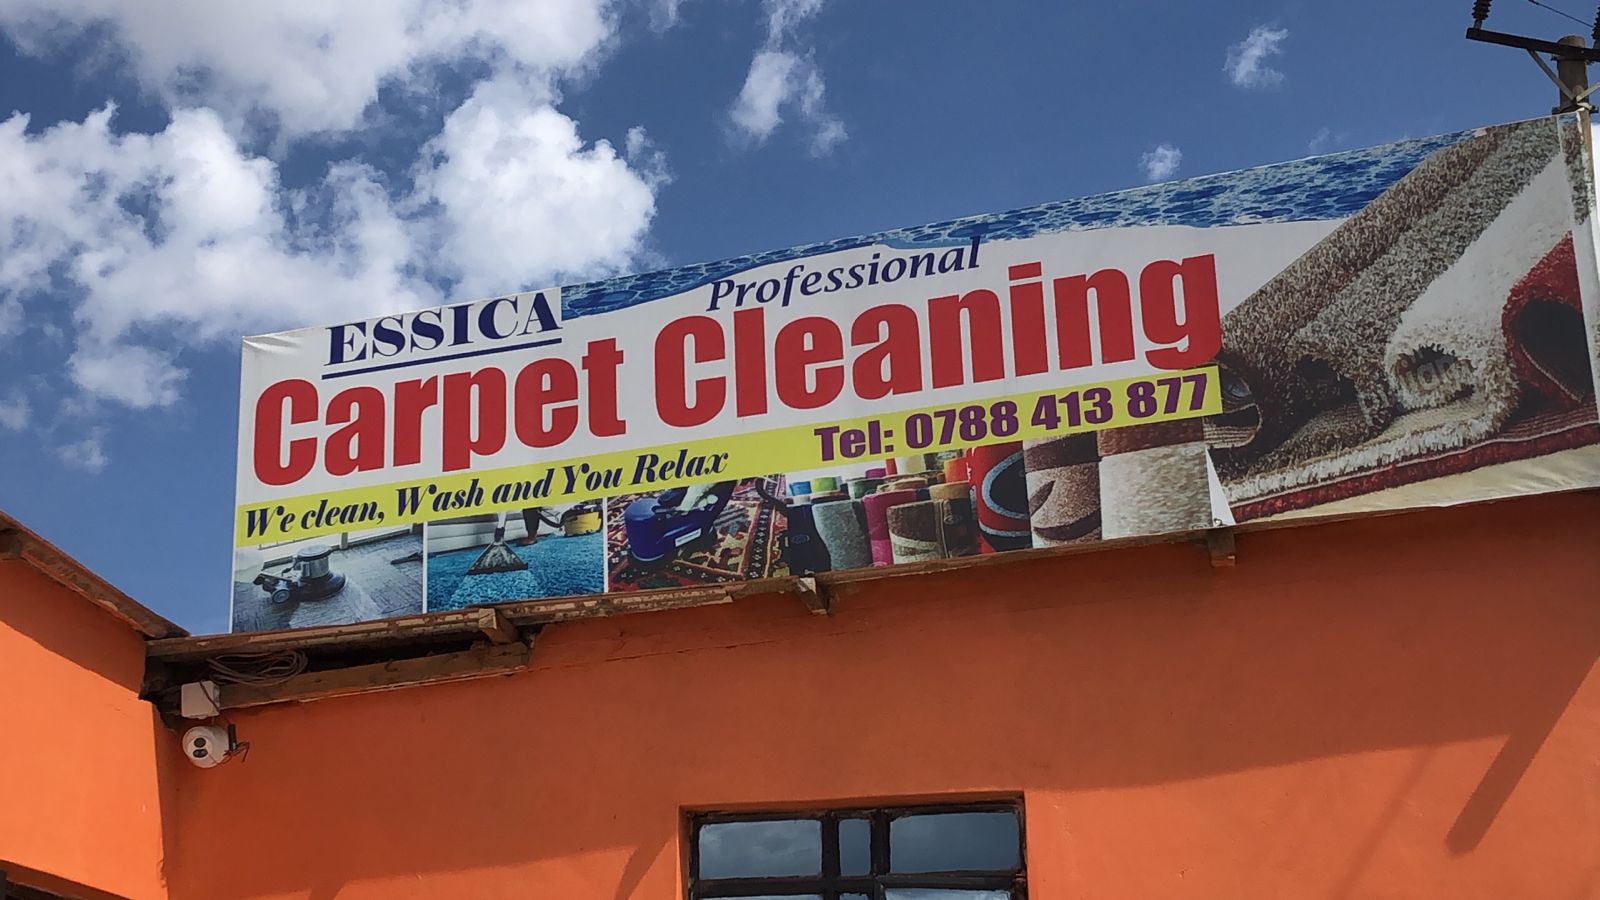 ESSICA
Professional
Carpet Cleaning
Tel: 0788 413 877
We clean, Wash and You Relax